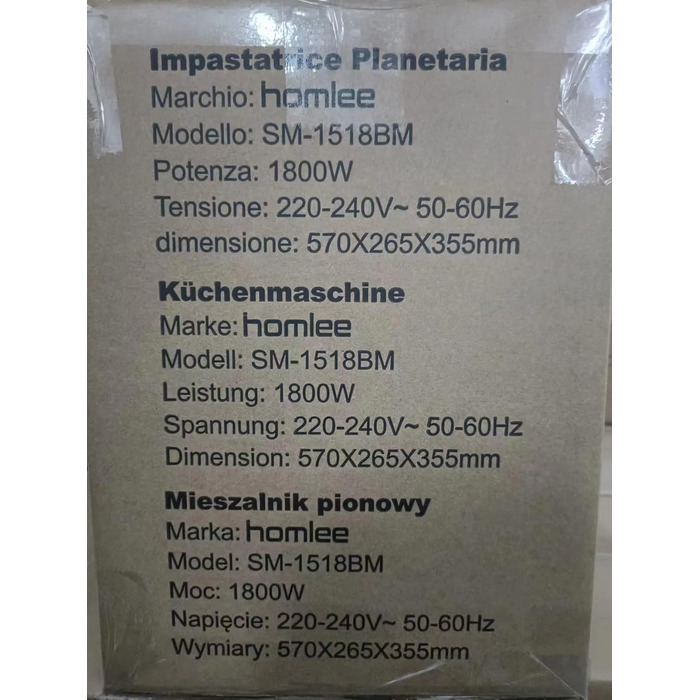 Impastatrice Planetaria
Marchio: homlee
Modello: SM-1518BM
Potenza: 1800W
Tensione: 220-240V~ 50-60Hz
dimensione: 570X265X355mm
Küchenmaschine
Marke: homlee
Modell: SM-1518BM
Leistung: 1800W
Spannung: 220-240V~ 50-60Hz
Dimension: 570X265X355mm
Mieszalnik pionowy
Marka: homlee
Model: SM-1518BM
Moc: 1800W
Napięcie: 220-240V~ 50-60Hz
Wymiary: 570X265X355mm